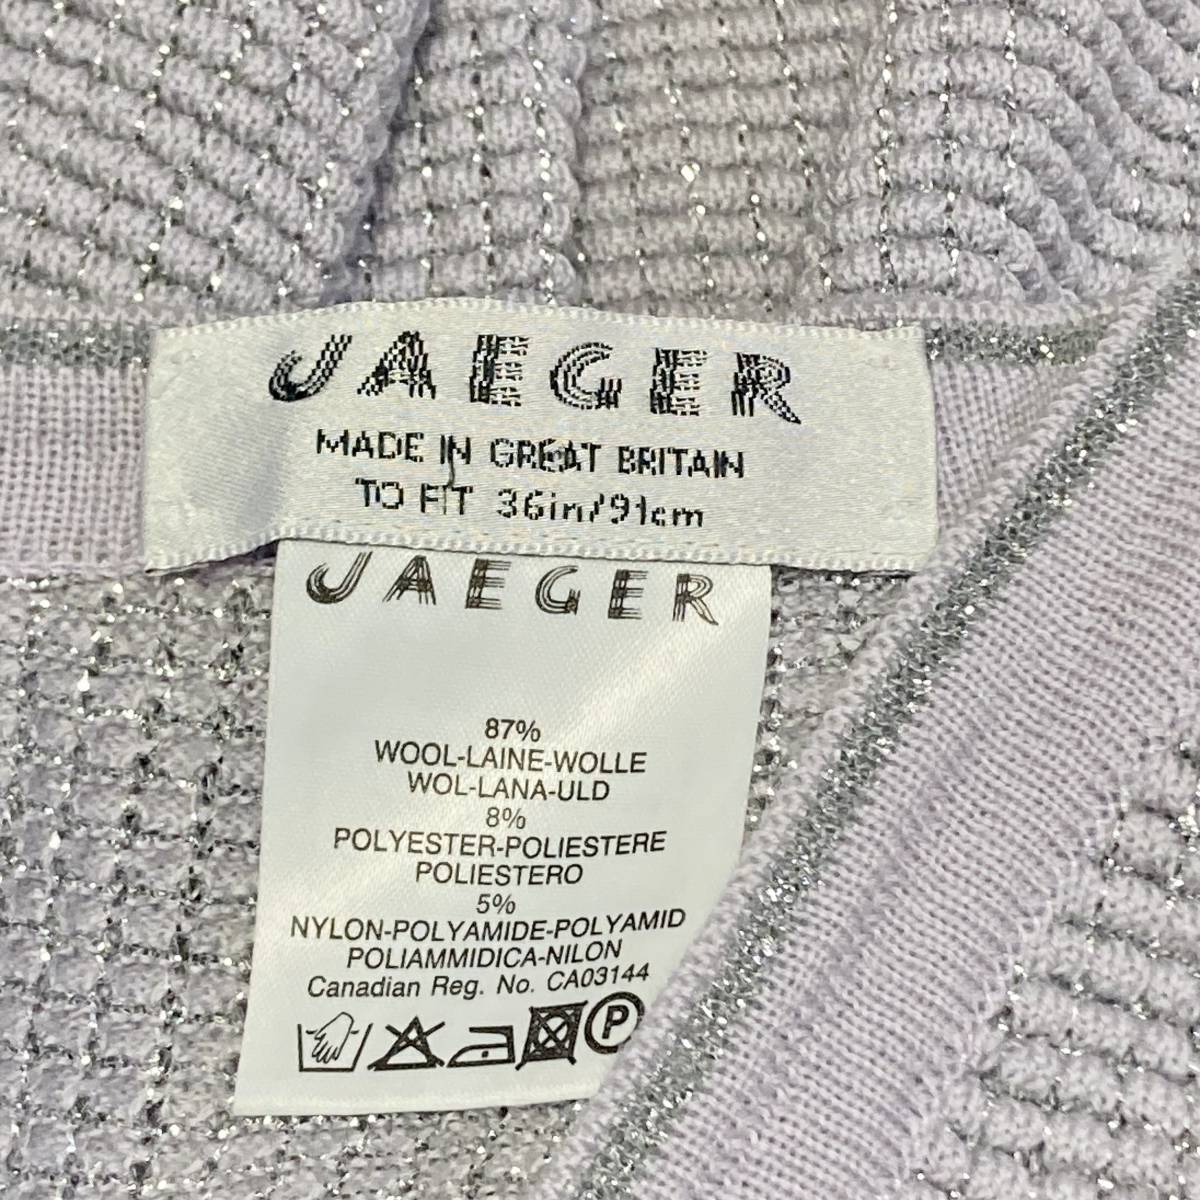 JAEGER
MADE IN GREAT BRITAIN
TO FIT 36in/91cm
JAEGER
87%
WOOL-LAINE-WOLLE
WOL-LANA-ULD
8%
POLYESTER-POLIESTERE
POLIESTERO
5%
NYLON-POLYAMIDE-POLYAMID
POLIAMMIDICA-NILON
Canadian Reg. No. CA03144
P